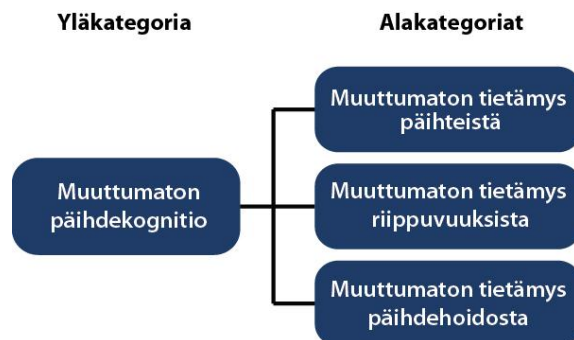 Yläkategoria
Alakategoriat
Muuttumaton
päihdekognitio
Muuttumaton tietämys
päihteistä
Muuttumaton tietämys
riippuvuuksista
Muuttumaton tietämys
päihdehoidosta